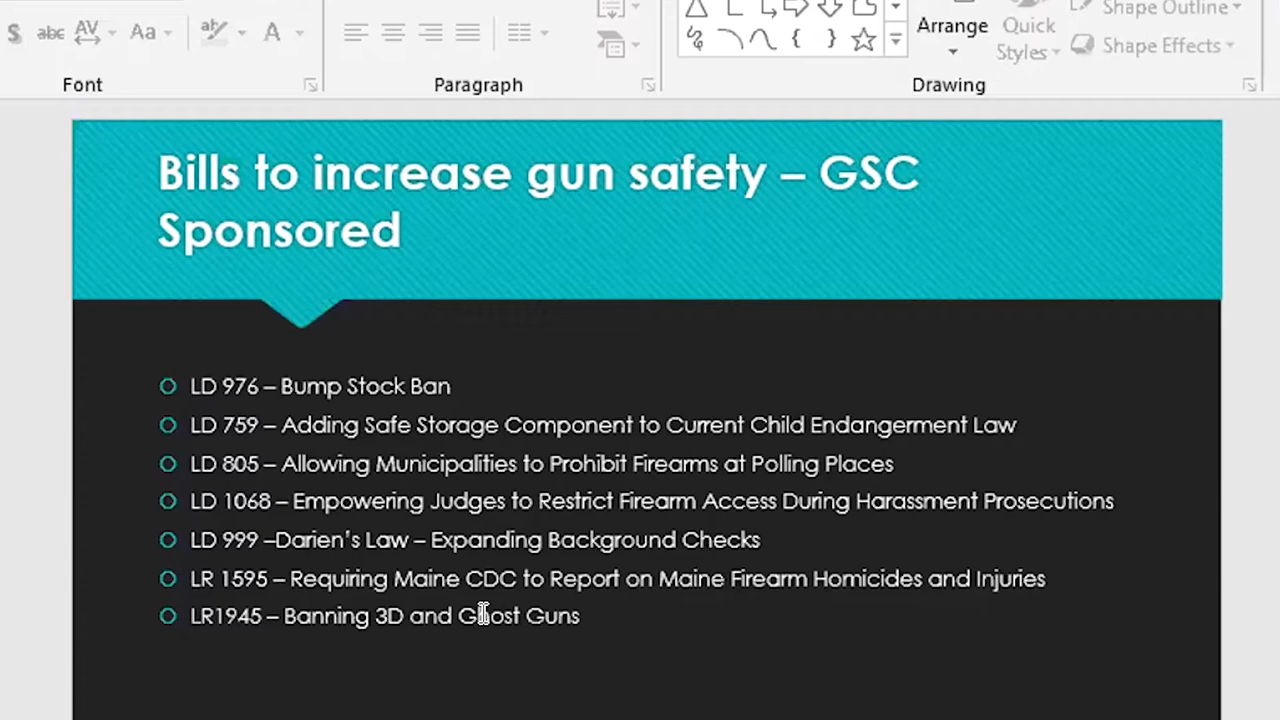 S abc AV Aa A
Font
Paragraph
Arrange
Quick
Styles
Shape Outline
Shape Effects
Drawing
Bills to increase gun safety – GSC
Sponsored
LD 976 – Bump Stock Ban
LD 759 – Adding Safe Storage Component to Current Child Endangerment Law
LD 805 – Allowing Municipalities to Prohibit Firearms at Polling Places
LD 1068 – Empowering Judges to Restrict Firearm Access During Harassment Prosecutions
LD 999 –Darien's Law – Expanding Background Checks
LR 1595 – Requiring Maine CDC to Report on Maine Firearm Homicides and Injuries
LR1945 – Banning 3D and Ghost Guns